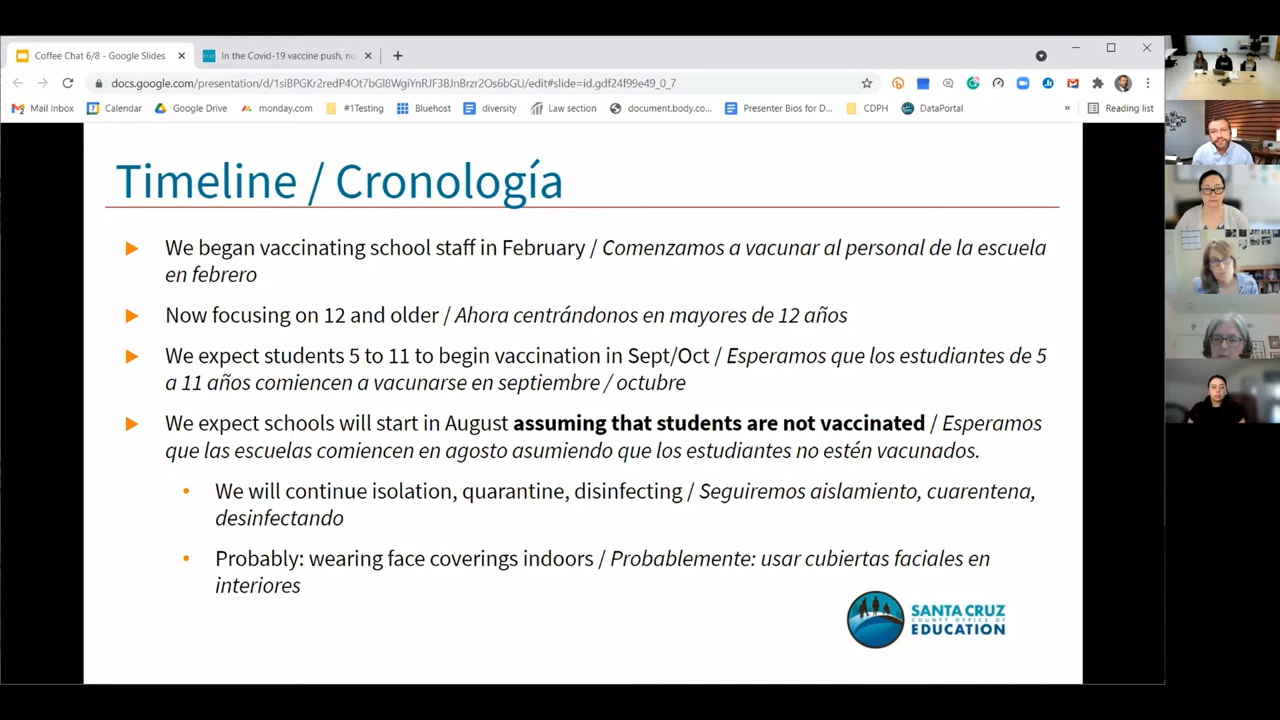 Coffee Chat 6/8 - Google Slides
In the Covid-19 vaccine push, no
docs.google.com/presentation/d/1siBPGKr2redP4Ot7bGl8WgiYnRJF3BJnBrzr2Os6bGU/edit#slide=id.gdf24f99e49_0_7
Mail Inbox Calendar Google Drive monday.com #1Testing Bluehost diversity Law section document.body.co... Presenter Bios for D... CDPH DataPortal » Reading list
Timeline / Cronología
We began vaccinating school staff in February / Comenzamos a vacunar al personal de la escuela
en febrero
Now focusing on 12 and older / Ahora centrándonos en mayores de 12 años
We expect students 5 to 11 to begin vaccination in Sept/Oct / Esperamos que los estudiantes de 5
a 11 años comiencen a vacunarse en septiembre / octubre
We expect schools will start in August assuming that students are not vaccinated / Esperamos
que las escuelas comiencen en agosto asumiendo que los estudiantes no estén vacunados.
We will continue isolation, quarantine, disinfecting / Seguiremos aislamiento, cuarentena,
desinfectando
Probably: wearing face coverings indoors / Probablemente: usar cubiertas faciales en
interiores
SANTA CRUZ
COUNTY OFFICE OF
EDUCATION